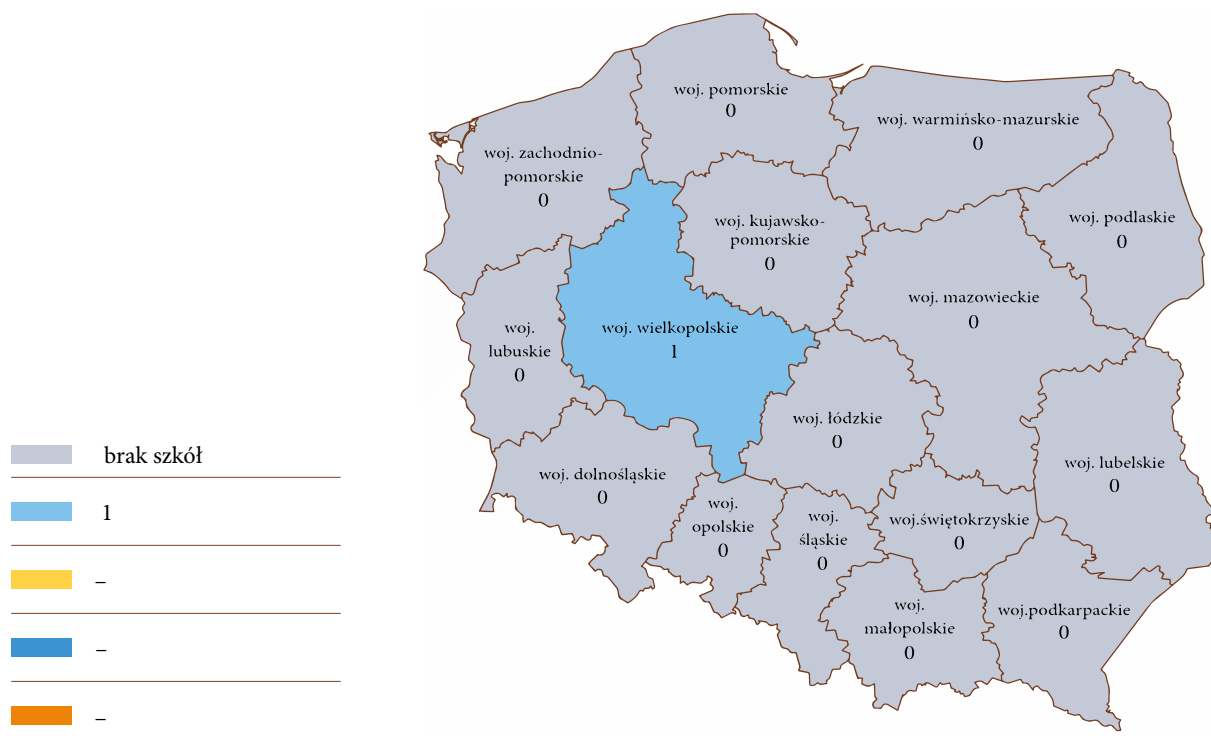 woj. pomorskie
0
woj. warmińsko-mazurskie
0
woj. zachodnio-
pomorskie
0
woj. kujawsko-
pomorskie
0
woj. podlaskie
0
woj. mazowieckie
0
woj. wielkopolskie
1
woj.
lubuskie
0
woj. łódzkie
0
woj. lubelskie
0
woj. dolnośląskie
0
woj.
opolskie
0
woj.
śląskie
0
woj.świętokrzyskie
0
woj.
małopolskie
0
woj.podkarpackie
0
brak szkół
1
–
–
–